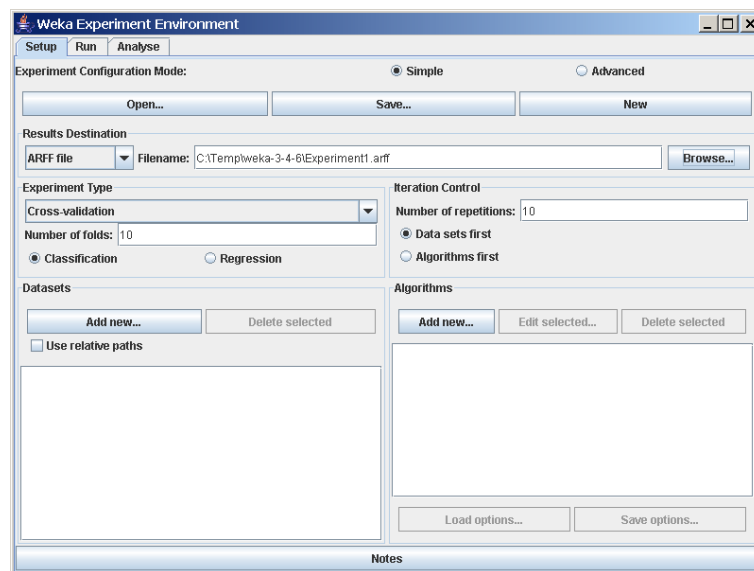 Weka Experiment Environment
Setup Run Analyse
Experiment Configuration Mode: Simple Advanced
Open... Save... New
Results Destination
ARFF file Filename: C:\Temp\weka-3-4-6\Experiment1.arff Browse...
Experiment Type
Cross-validation
Number of folds: 10
Classification Regression
Iteration Control
Number of repetitions: 10
Data sets first
Algorithms first
Datasets
Add new... Delete selected
Use relative paths
Algorithms
Add new... Edit selected... Delete selected
Load options... Save options...
Notes